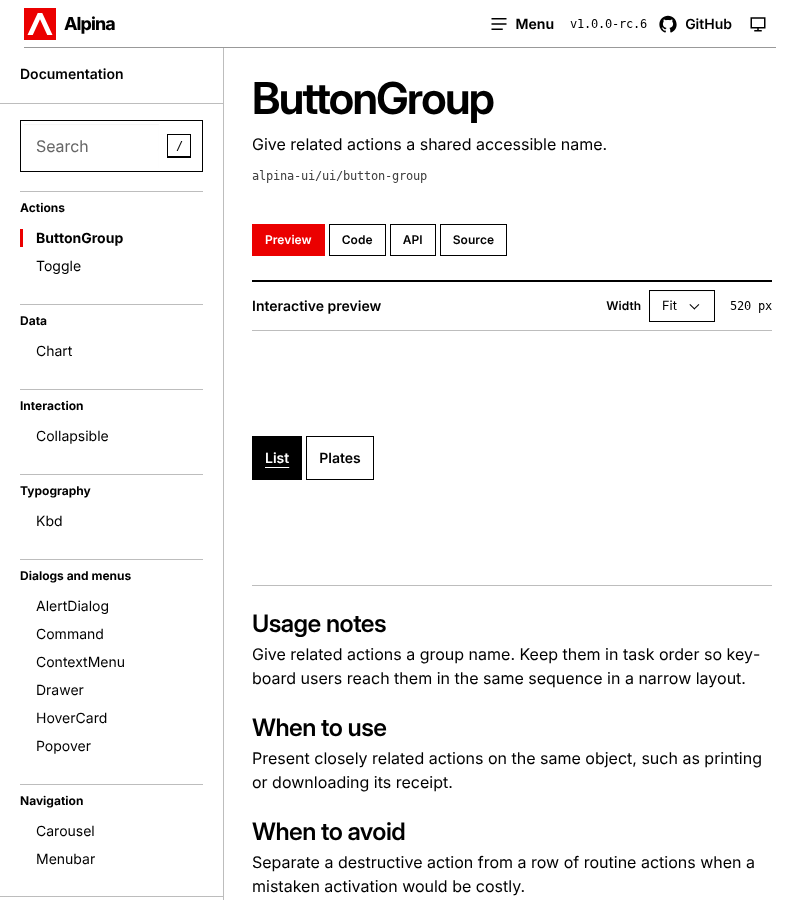 Alpina
Menu
v1.0.0-rc.6
GitHub
Documentation
Search
/
Actions
ButtonGroup
Toggle
Data
Chart
Interaction
Collapsible
Typography
Kbd
Dialogs and menus
AlertDialog
Command
ContextMenu
Drawer
HoverCard
Popover
Navigation
Carousel
Menubar
ButtonGroup
Give related actions a shared accessible name.
alpina-ui/ui/button-group
Preview
Code
API
Source
Interactive preview
Width
Fit
520 px
List
Plates
Usage notes
Give related actions a group name. Keep them in task order so key-
board users reach them in the same sequence in a narrow layout.
When to use
Present closely related actions on the same object, such as printing
or downloading its receipt.
When to avoid
Separate a destructive action from a row of routine actions when a
mistaken activation would be costly.